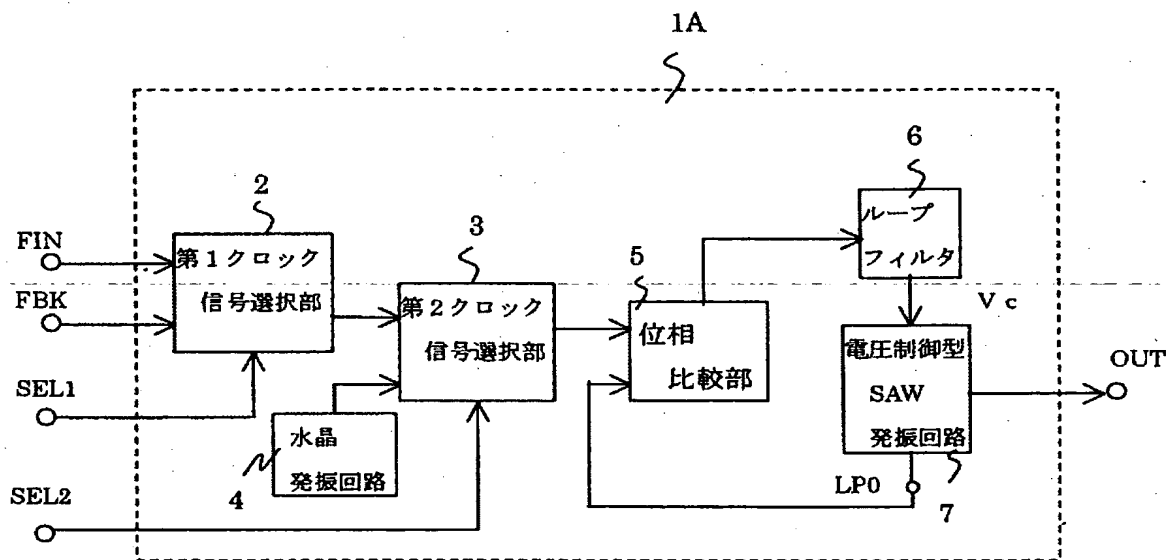 1A
6
ループ
フィルタ
2
3
5
FIN
第1クロック
信号選択部
FBK
第2クロック
信号選択部
位相
比較部
Vc
電圧制御型
SAW
発振回路
OUT
SEL1
水晶
発振回路
4
LP0
7
SEL2